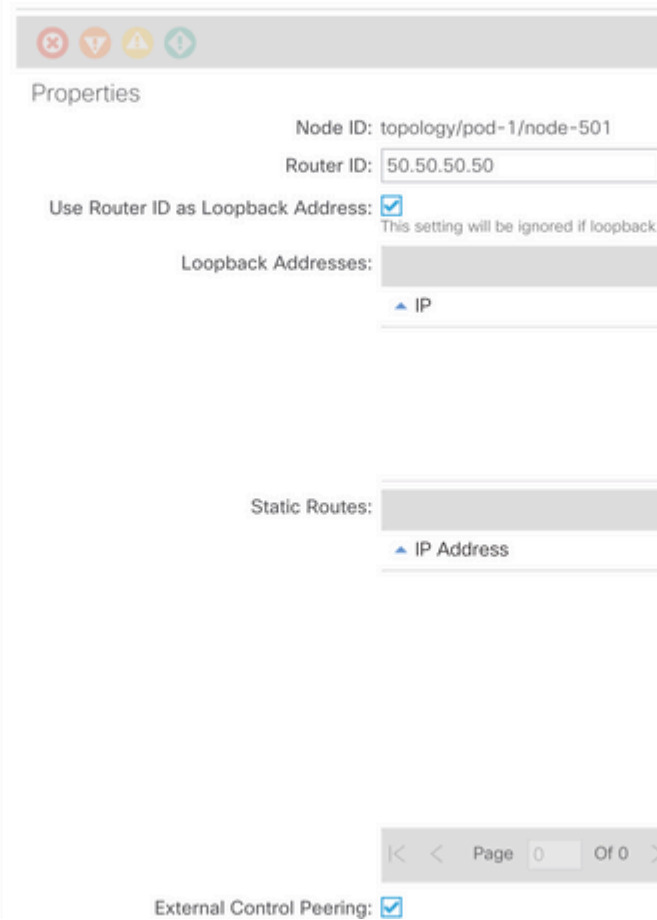 Properties
Node ID: topology/pod-1/node-501
Router ID: 50.50.50.50
Use Router ID as Loopback Address:
This setting will be ignored if loopback
Loopback Addresses:
IP
Static Routes:
IP Address
Page 0 Of 0
External Control Peering: